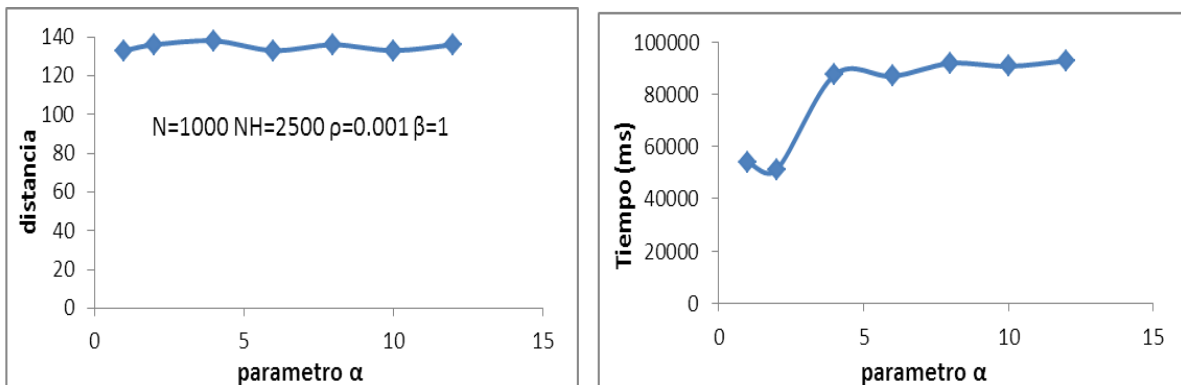 distancia
140
120
100
80
60
40
20
0
N=1000 NH=2500 ρ=0.001 β=1
0 5 10 15
parametro α
Tiempo (ms)
100000
80000
60000
40000
20000
0
0 5 10 15
parametro α